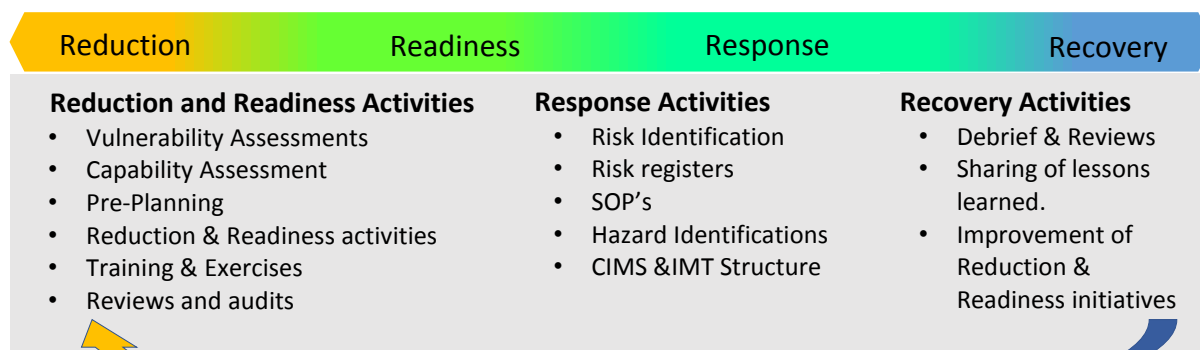 Reduction Readiness Response Recovery
Reduction and Readiness Activities
• Vulnerability Assessments
• Capability Assessment
• Pre-Planning
• Reduction & Readiness activities
• Training & Exercises
• Reviews and audits
Response Activities
• Risk Identification
• Risk registers
• SOP’s
• Hazard Identifications
• CIMS &IMT Structure
Recovery Activities
• Debrief & Reviews
• Sharing of lessons
learned.
• Improvement of
Reduction &
Readiness initiatives